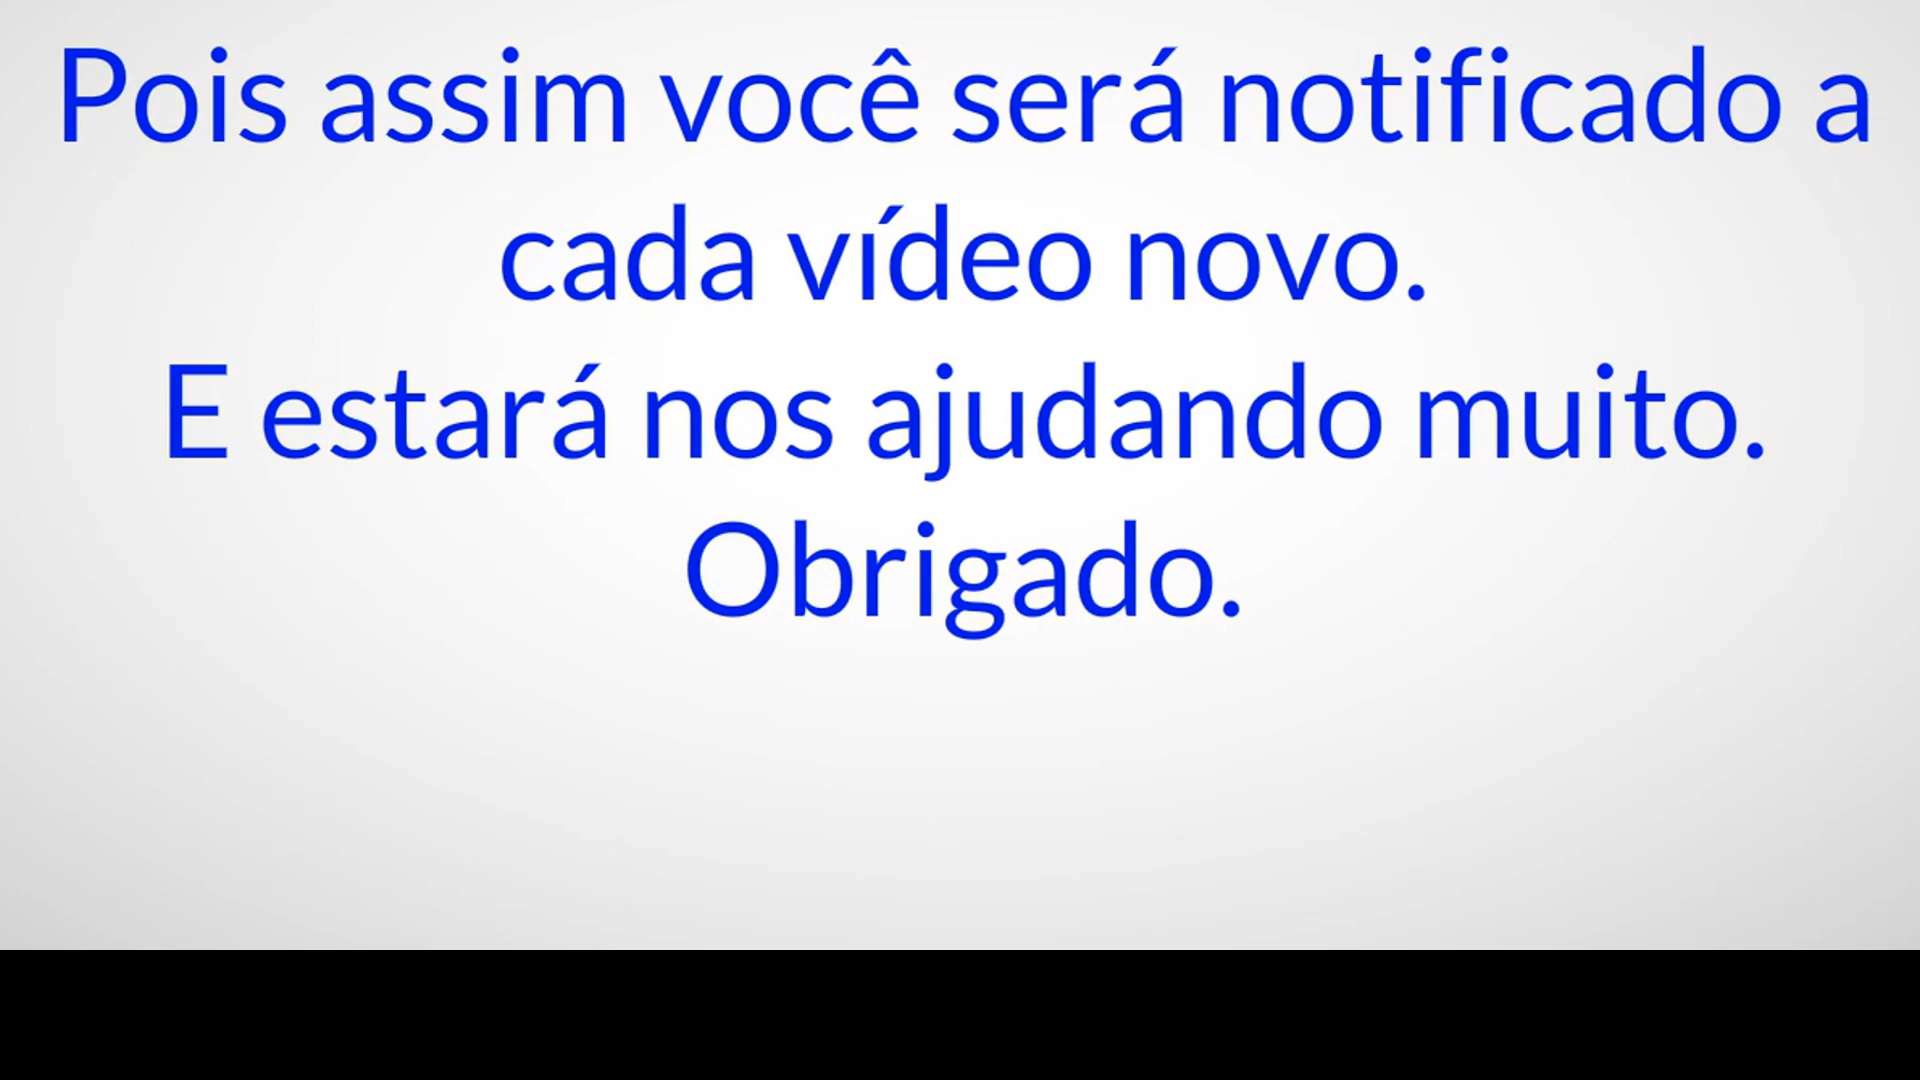 Pois assim você será notificado a
cada vídeo novo.
E estará nos ajudando muito.
Obrigado.